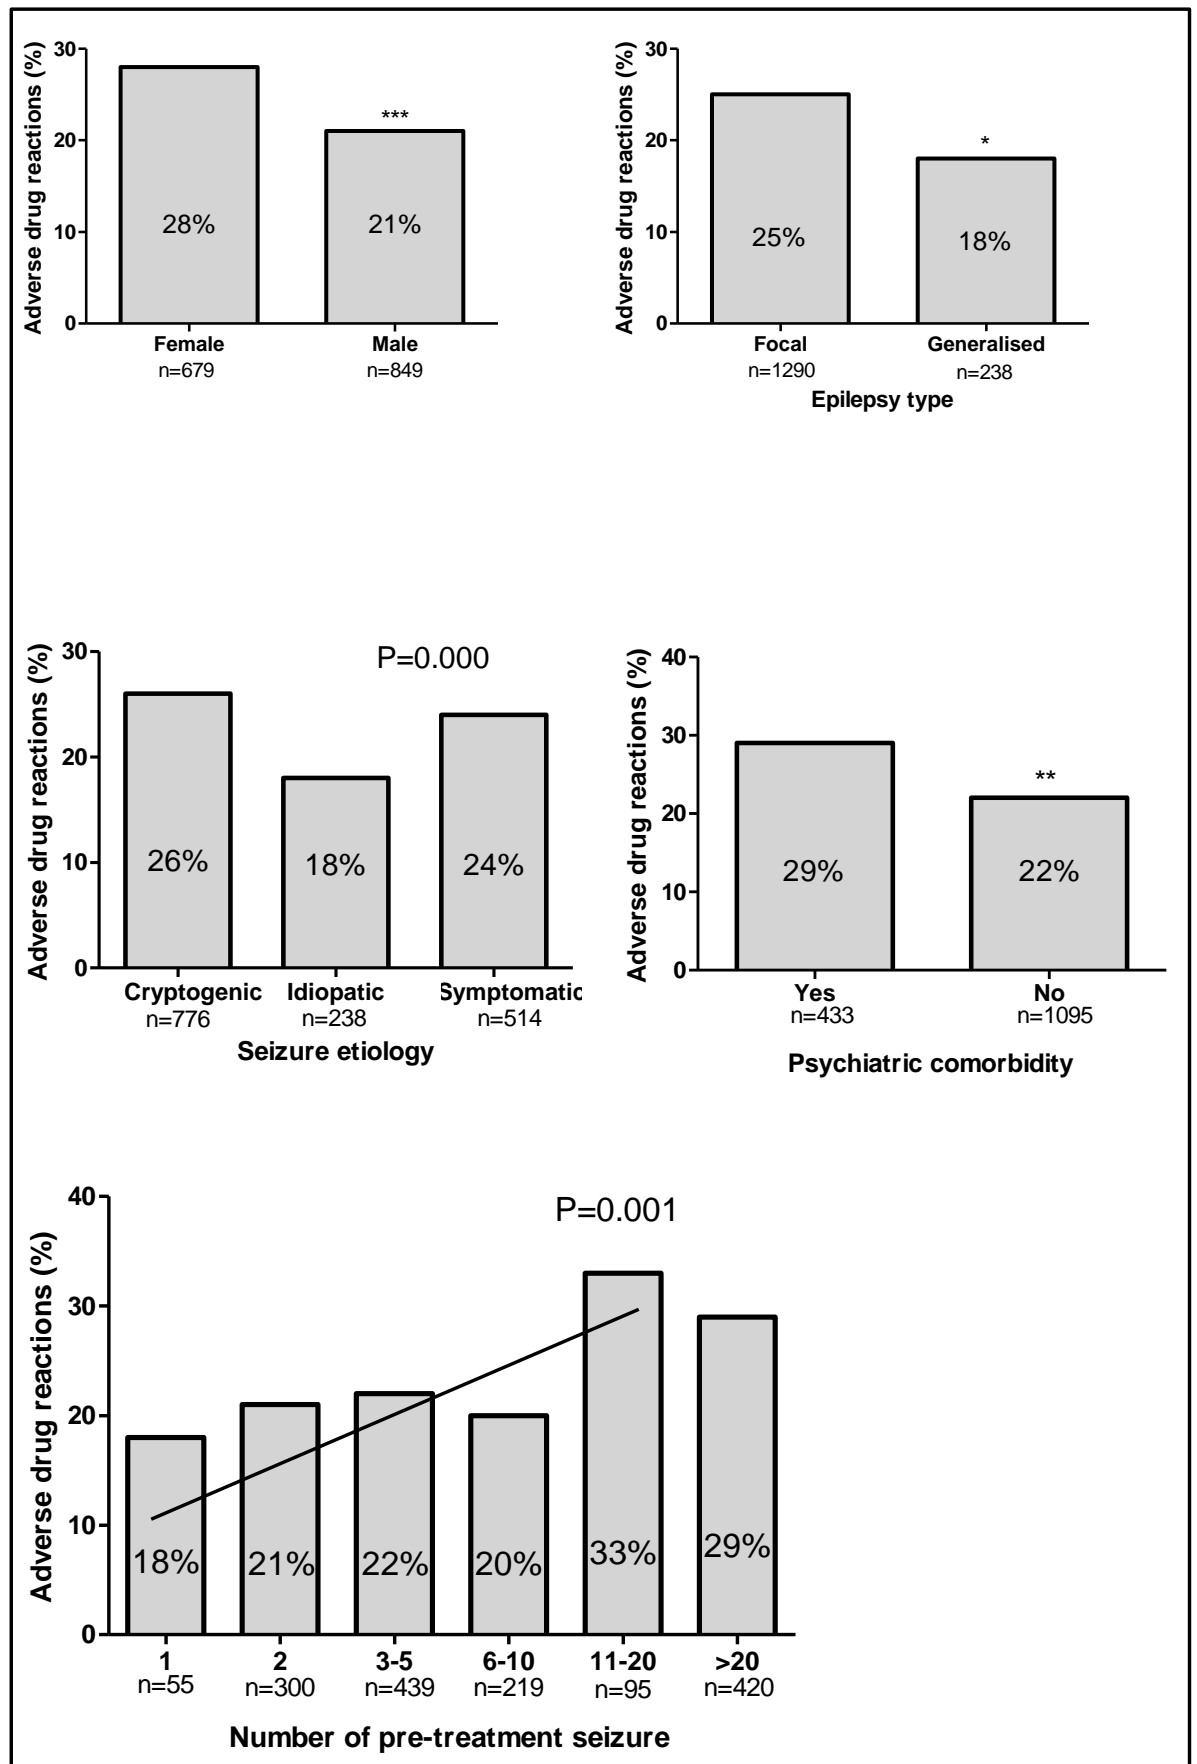 Adverse drug reactions (%)
30
20
10
0
28%
***
21%
Female
Male
n=679
n=849
Adverse drug reactions (%)
30
20
10
0
25%
*
18%
Focal
Generalised
n=1290
n=238
Epilepsy type
Adverse drug reactions (%)
30
20
10
0
P=0.000
26%
18%
24%
Cryptogenic
Idiopatic
Symptomatic
n=776
n=238
n=514
Seizure etiology
Adverse drug reactions (%)
40
30
20
10
0
29%
**
22%
Yes
No
n=433
n=1095
Psychiatric comorbidity
Adverse drug reactions (%)
40
30
20
10
0
P=0.001
18%
21%
22%
20%
33%
29%
1
2
3-5
6-10
11-20
>20
n=55
n=300
n=439
n=219
n=95
n=420
Number of pre-treatment seizure